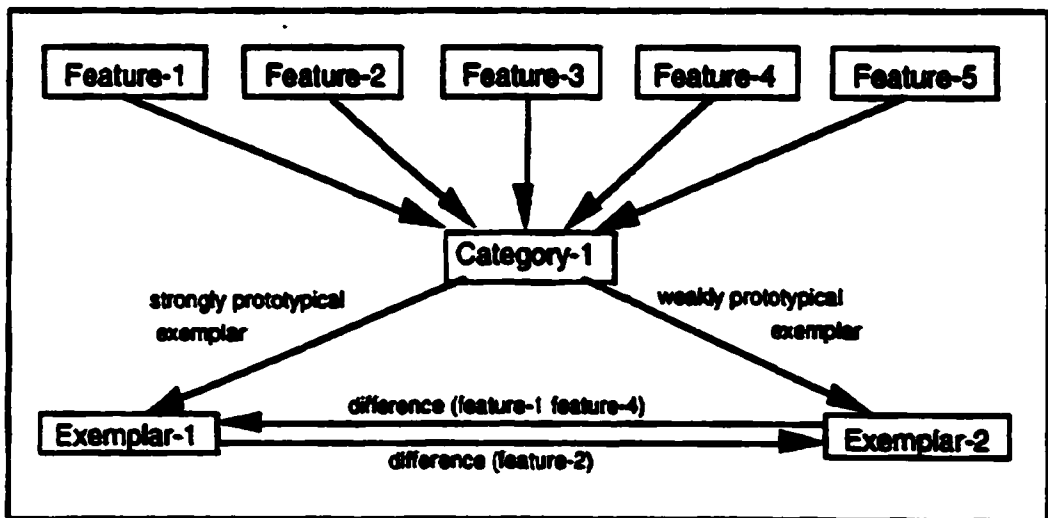 Feature-1 Feature-2 Feature-3 Feature-4 Feature-5
Category-1
strongly prototypical
exemplar
weakly prototypical
exemplar
difference (feature-1 feature-4)
Exemplar-1
Exemplar-2
difference (feature-2)